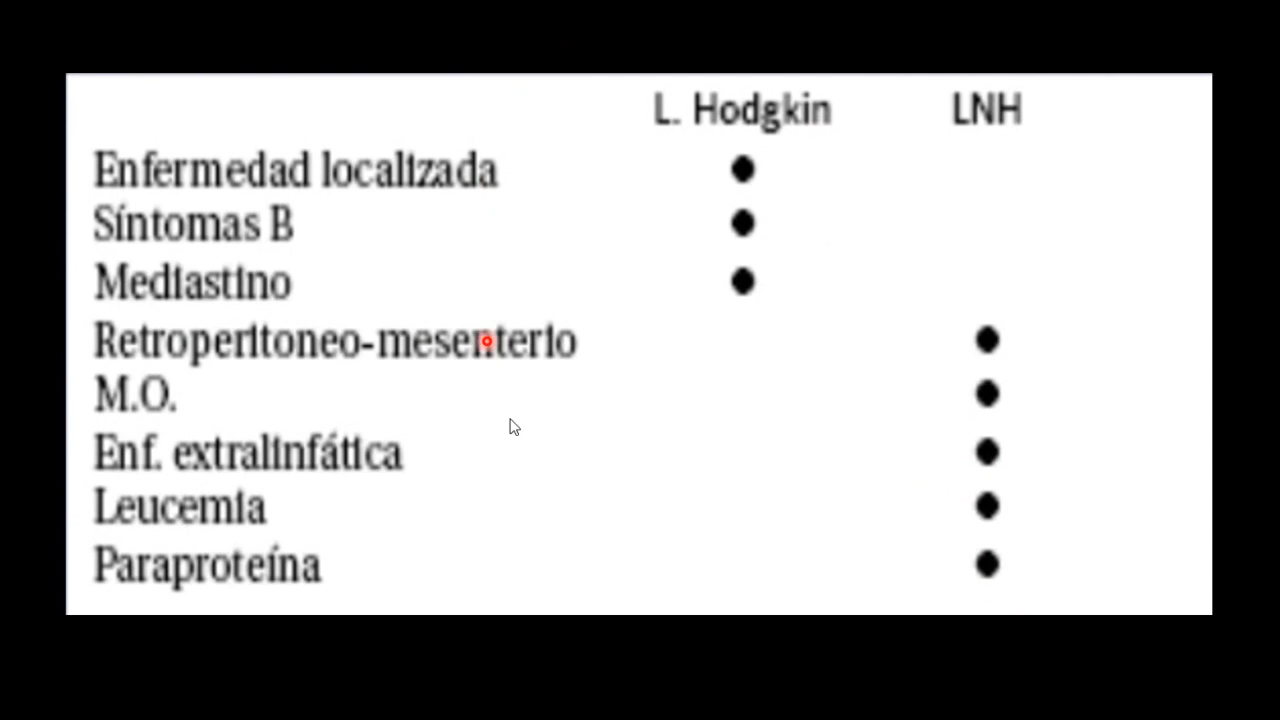 L. Hodgkin LNH
Enfermedad localizada
Síntomas B
Mediastino
Retroperitoneo-mesenterio
M.O.
Enf. extralinfática
Leucemia
Paraproteína